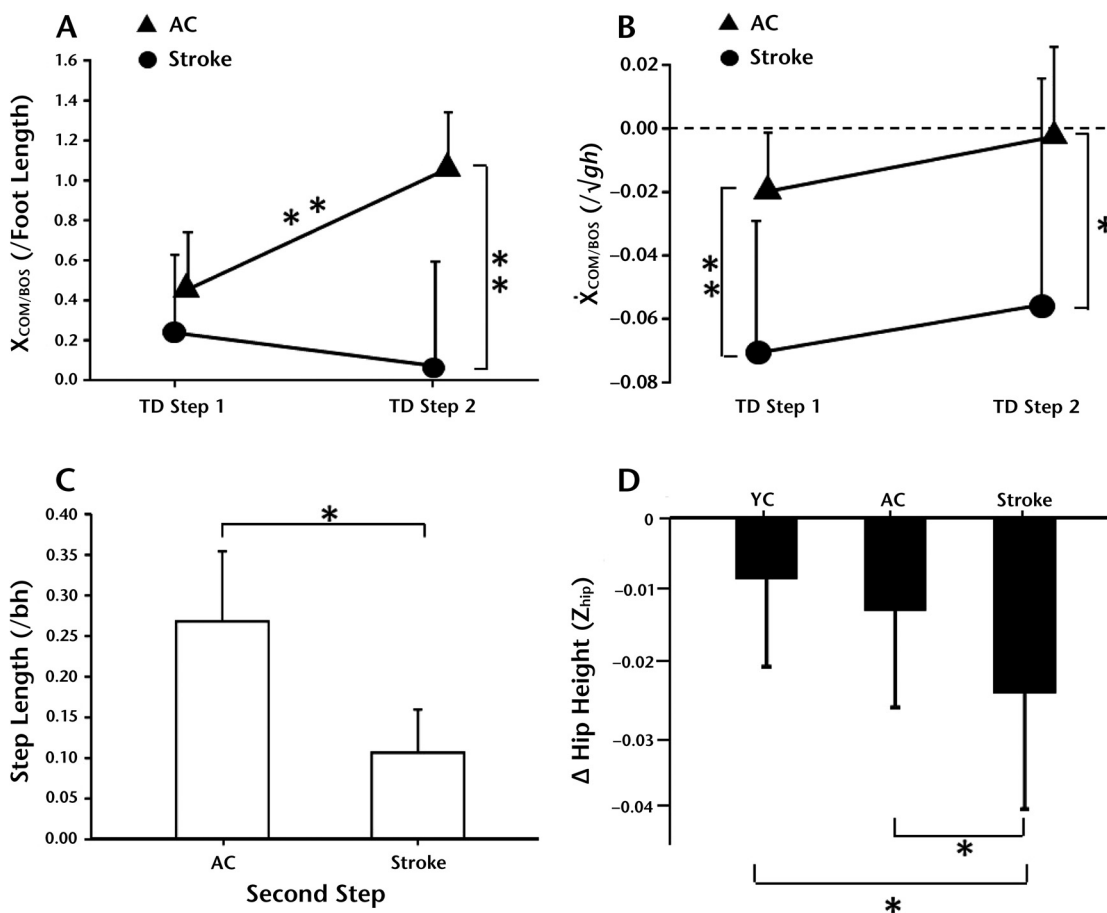 A
AC
Stroke
1.6
1.4
1.2
1.0
0.8
0.6
0.4
0.2
0.0
X_COM/BOS (/Foot Length)
* *
*
*
TD Step 1 TD Step 2
B
AC
Stroke
0.02
0.00
−0.02
−0.04
−0.06
−0.08
Ẋ_COM/BOS (/√gh)
*
*
*
TD Step 1 TD Step 2
C
0.40
0.35
0.30
0.25
0.20
0.15
0.10
0.05
0.00
Step Length (/bh)
*
AC Stroke
Second Step
D
YC AC Stroke
0
−0.01
−0.02
−0.03
−0.04
Δ Hip Height (Z_hip)
*
*